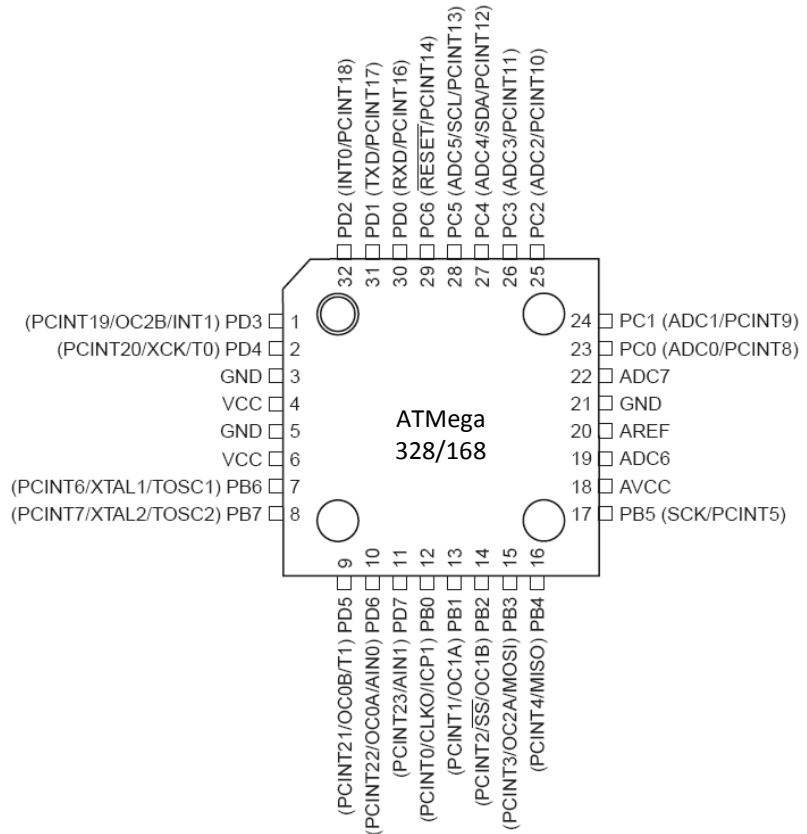 PD2 (INT0/PCINT18)
PD1 (TXD/PCINT17)
PD0 (RXD/PCINT16)
PC6 (RESET/PCINT14)
PC5 (ADC5/SCL/PCINT13)
PC4 (ADC4/SDA/PCINT12)
PC3 (ADC3/PCINT11)
PC2 (ADC2/PCINT10)
32 31 30 29 28 27 26 25
(PCINT19/OC2B/INT1) PD3 1
(PCINT20/XCK/T0) PD4 2
GND 3
VCC 4
GND 5
VCC 6
(PCINT6/XTAL1/TOSC1) PB6 7
(PCINT7/XTAL2/TOSC2) PB7 8
ATMega
328/168
24 PC1 (ADC1/PCINT9)
23 PC0 (ADC0/PCINT8)
22 ADC7
21 GND
20 AREF
19 ADC6
18 AVCC
17 PB5 (SCK/PCINT5)
9 10 11 12 13 14 15 16
(PCINT21/OC0B/T1) PD5
(PCINT22/OC0A/AIN0) PD6
(PCINT23/AIN1) PD7
(PCINT0/CLKO/ICP1) PB0
(PCINT1/OC1A) PB1
(PCINT2/SS/OC1B) PB2
(PCINT3/OC2A/MOSI) PB3
(PCINT4/MISO) PB4